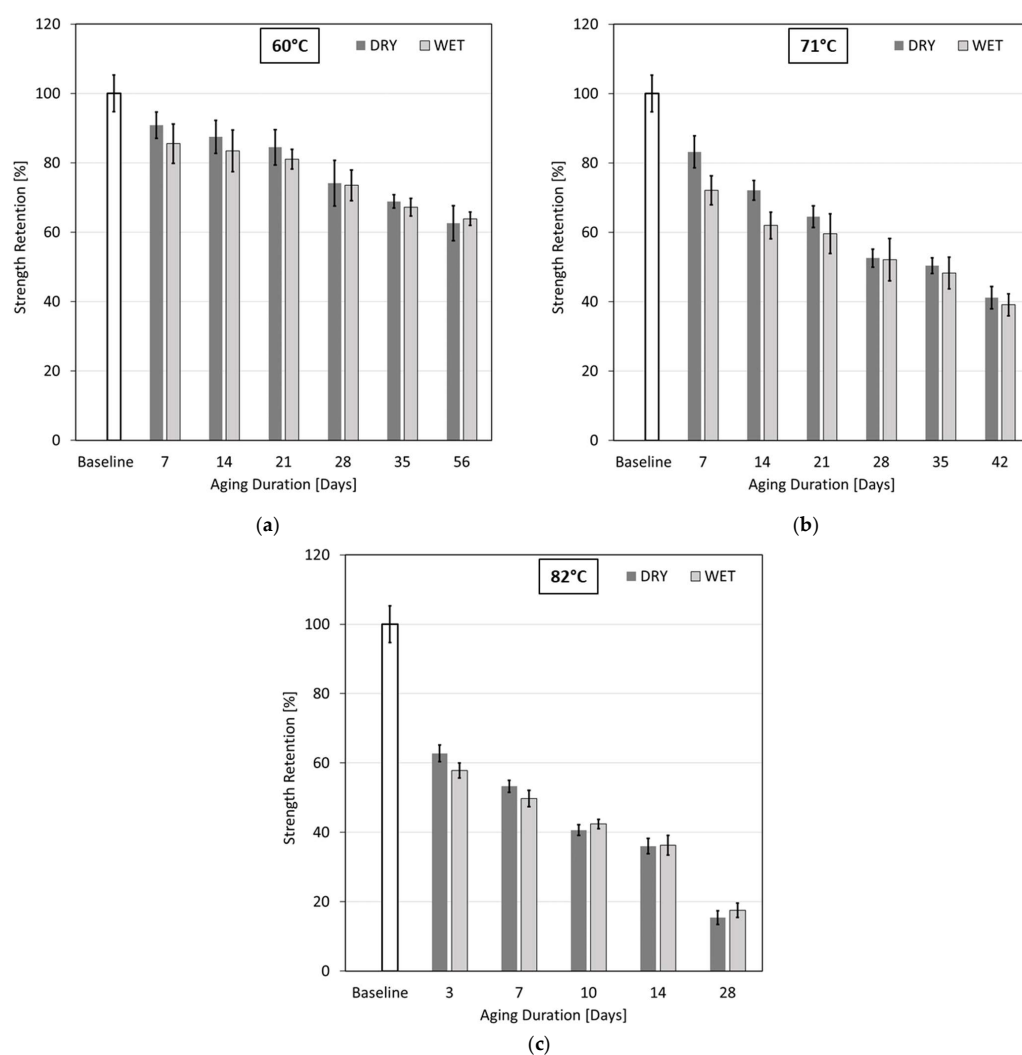 120
100
80
60
40
20
0
Strength Retention [%]
60°C
DRY WET
Baseline 7 14 21 28 35 56
Aging Duration [Days]
(a)
120
100
80
60
40
20
0
Strength Retention [%]
71°C
DRY WET
Baseline 7 14 21 28 35 42
Aging Duration [Days]
(b)
120
100
80
60
40
20
0
Strength Retention [%]
82°C
DRY WET
Baseline 3 7 10 14 28
Aging Duration [Days]
(c)